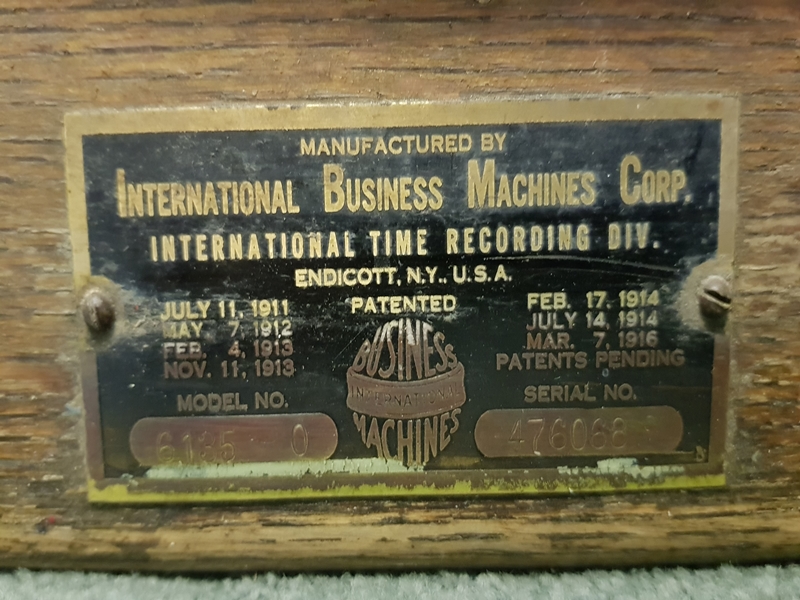 MANUFACTURED BY
INTERNATIONAL BUSINESS MACHINES CORP.
INTERNATIONAL TIME RECORDING DIV.
ENDICOTT, N.Y., U.S.A.
PATENTED
JULY 11, 1911
MAY 7, 1912
FEB. 4, 1913
NOV. 11, 1913
FEB. 17, 1914
JULY 14, 1914
MAR. 7, 1916
PATENTS PENDING
BUSINESS
INTERNATIONAL
MACHINES
MODEL NO.
6135 0
SERIAL NO.
476068